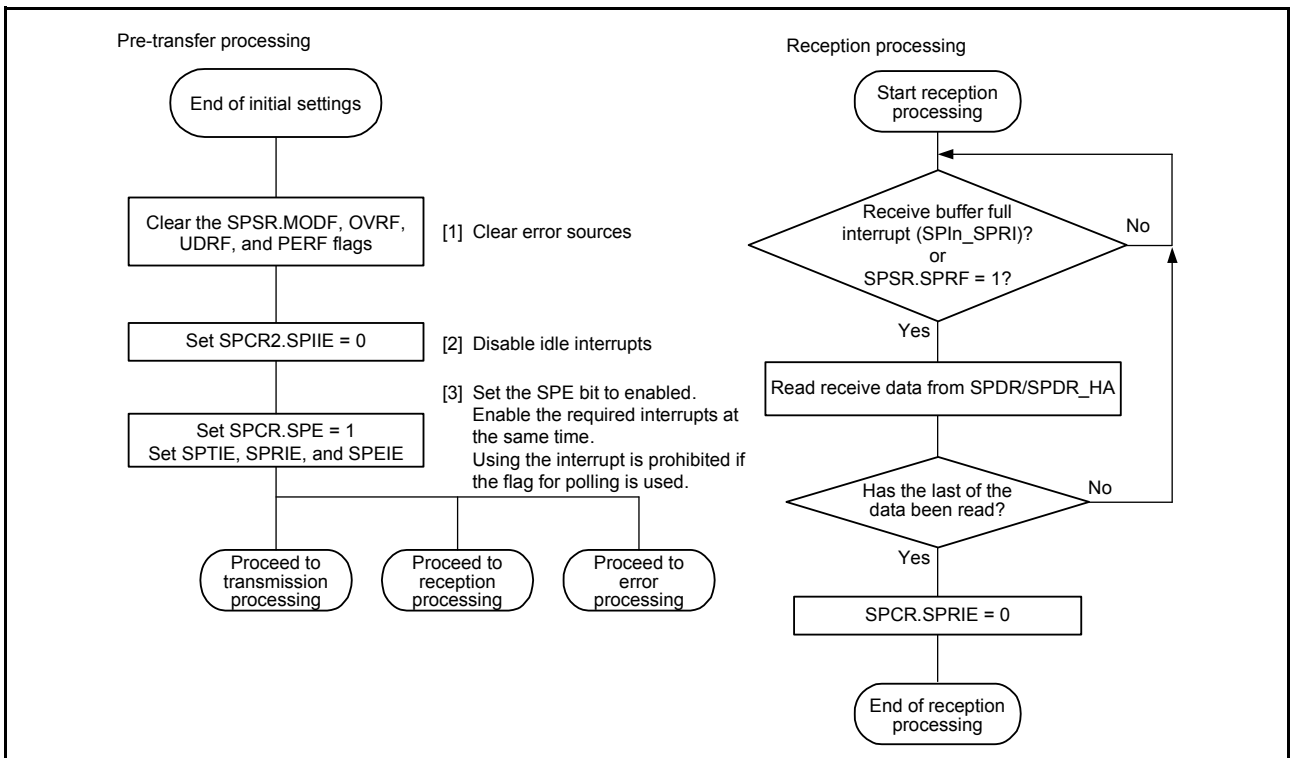 Pre-transfer processing
End of initial settings
Clear the SPSR.MODF, OVRF,
UDRF, and PERF flags
[1] Clear error sources
Set SPCR2.SPIIE = 0
[2] Disable idle interrupts
Set SPCR.SPE = 1
Set SPTIE, SPRIE, and SPEIE
[3] Set the SPE bit to enabled.
Enable the required interrupts at
the same time.
Using the interrupt is prohibited if
the flag for polling is used.
Proceed to
transmission
processing
Proceed to
reception
processing
Proceed to
error
processing
Reception processing
Start reception
processing
Receive buffer full
interrupt (SPIn_SPRI)?
or
SPSR.SPRF = 1?
No
Yes
Read receive data from SPDR/SPDR_HA
Has the last of the
data been read?
No
Yes
SPCR.SPRIE = 0
End of reception
processing